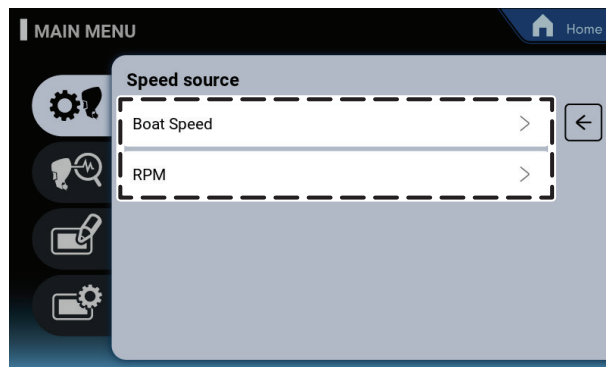 MAIN MENU
Home
Speed source
Boat Speed
RPM